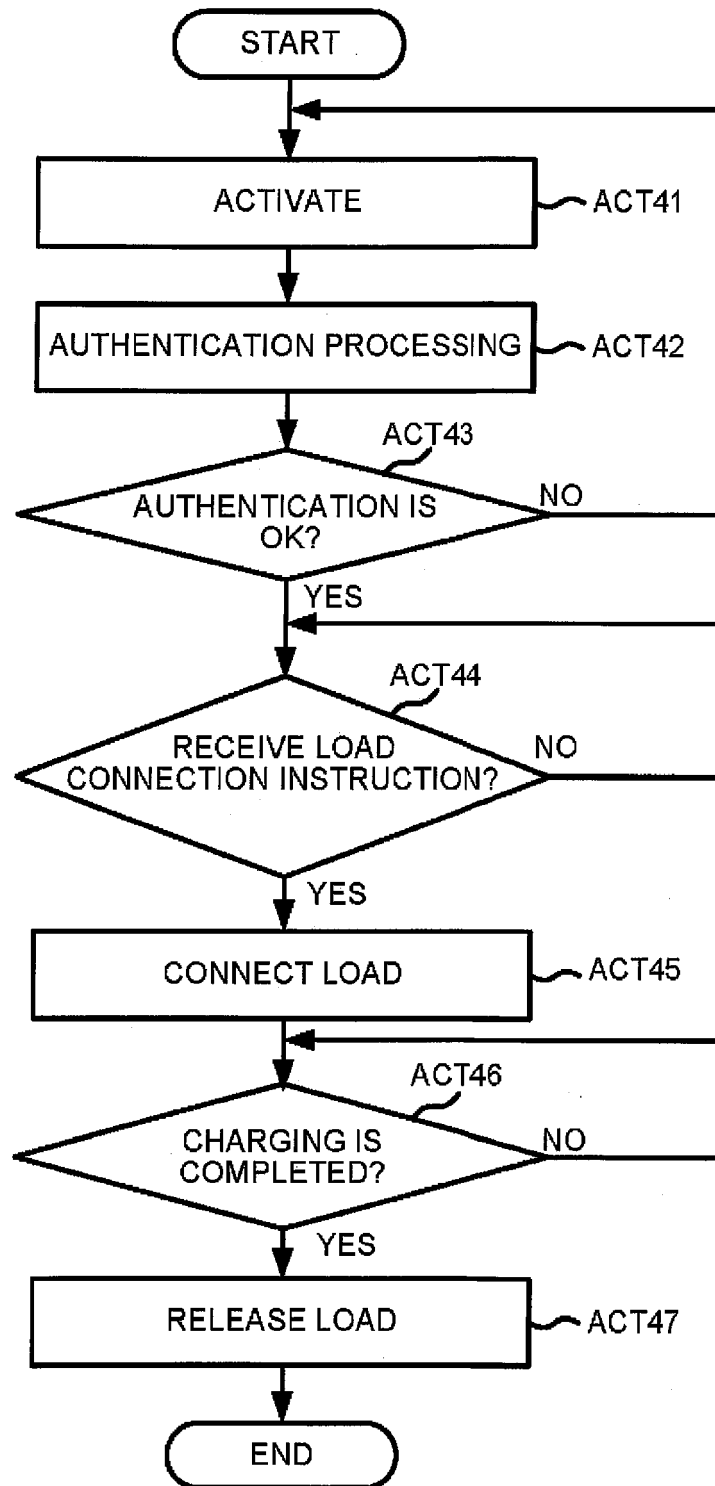 START
ACTIVATE
ACT41
AUTHENTICATION PROCESSING
ACT42
ACT43
AUTHENTICATION IS
OK?
NO
YES
ACT44
RECEIVE LOAD
CONNECTION INSTRUCTION?
NO
YES
CONNECT LOAD
ACT45
ACT46
CHARGING IS
COMPLETED?
NO
YES
RELEASE LOAD
ACT47
END